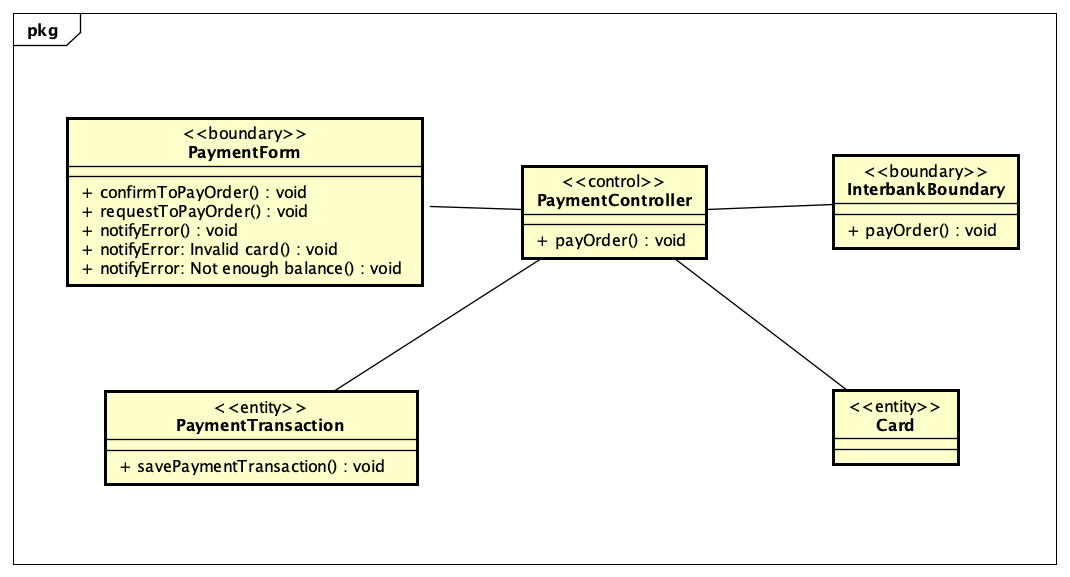 pkg
<<boundary>>
PaymentForm
+ confirmToPayOrder() : void
+ requestToPayOrder() : void
+ notifyError() : void
+ notifyError: Invalid card() : void
+ notifyError: Not enough balance() : void
<<control>>
PaymentController
+ payOrder() : void
<<boundary>>
InterbankBoundary
+ payOrder() : void
<<entity>>
PaymentTransaction
+ savePaymentTransaction() : void
<<entity>>
Card